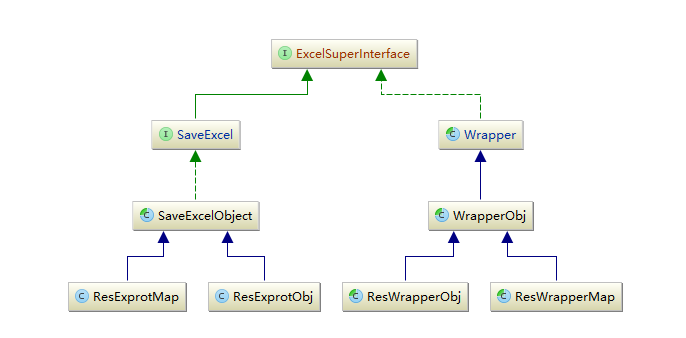 I ExcelSuperInterface
I SaveExcel
C Wrapper
C SaveExcelObject
C WrapperObj
C ResExprotMap
C ResExprotObj
C ResWrapperObj
C ResWrapperMap